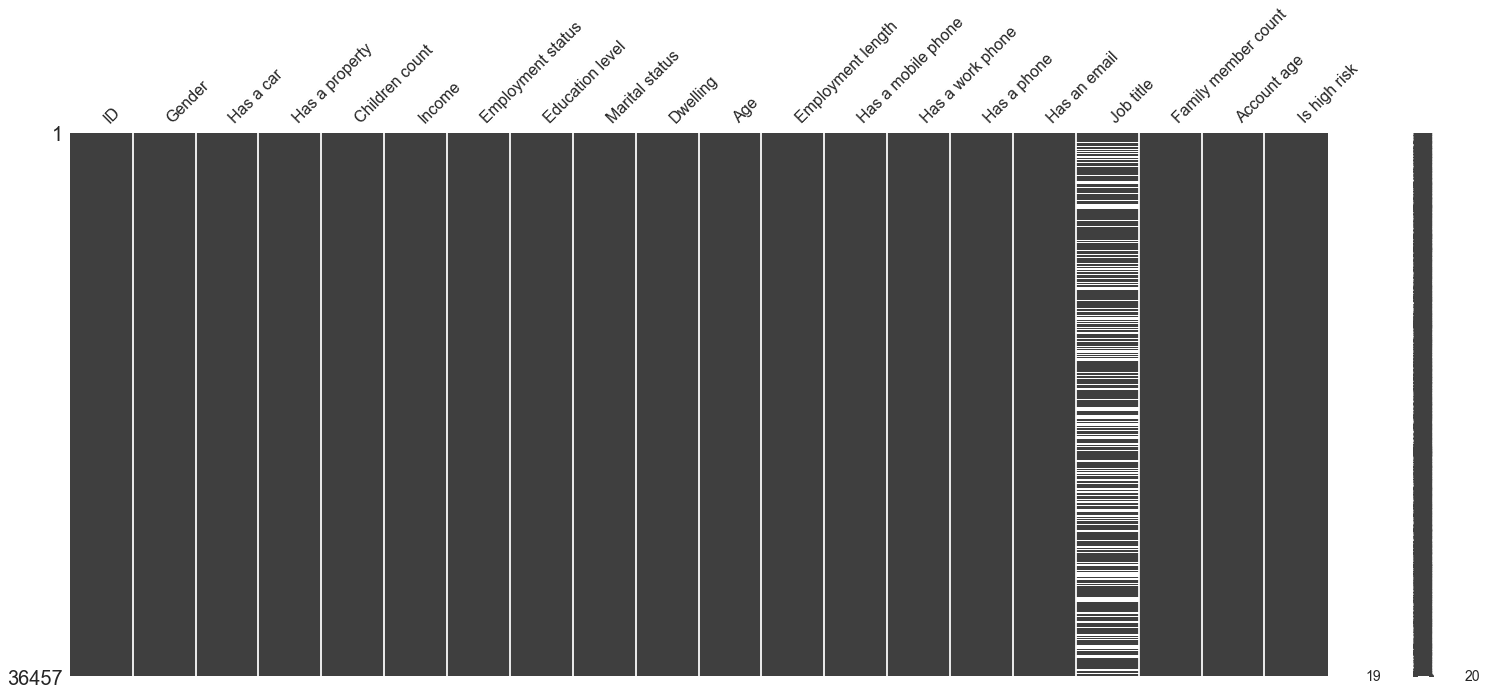 ID
Gender
Has a car
Has a property
Children count
Income
Employment status
Education level
Marital status
Dwelling
Age
Employment length
Has a mobile phone
Has a work phone
Has a phone
Has an email
Job title
Family member count
Account age
Is high risk
1
36457
19
20